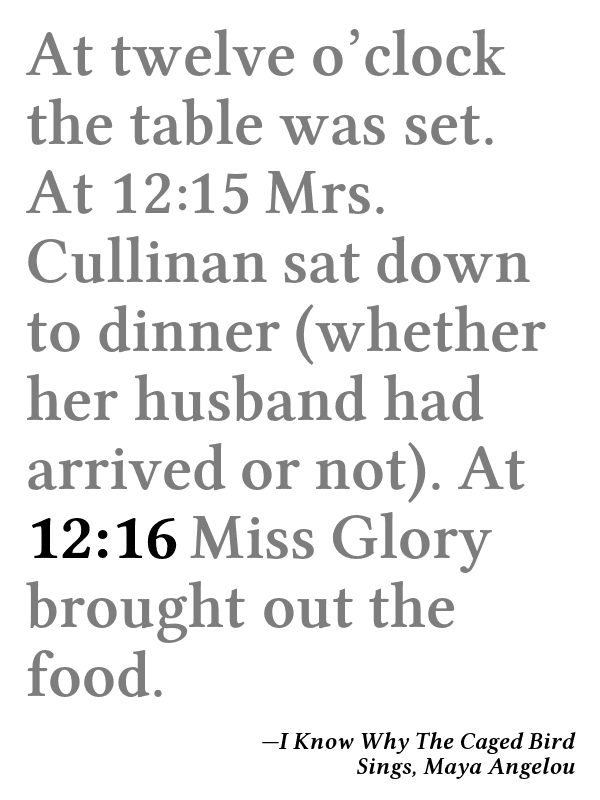 At twelve o’clock
the table was set.
At 12:15 Mrs.
Cullinan sat down
to dinner (whether
her husband had
arrived or not). At
12:16 Miss Glory
brought out the
food.
—I Know Why The Caged Bird
Sings, Maya Angelou